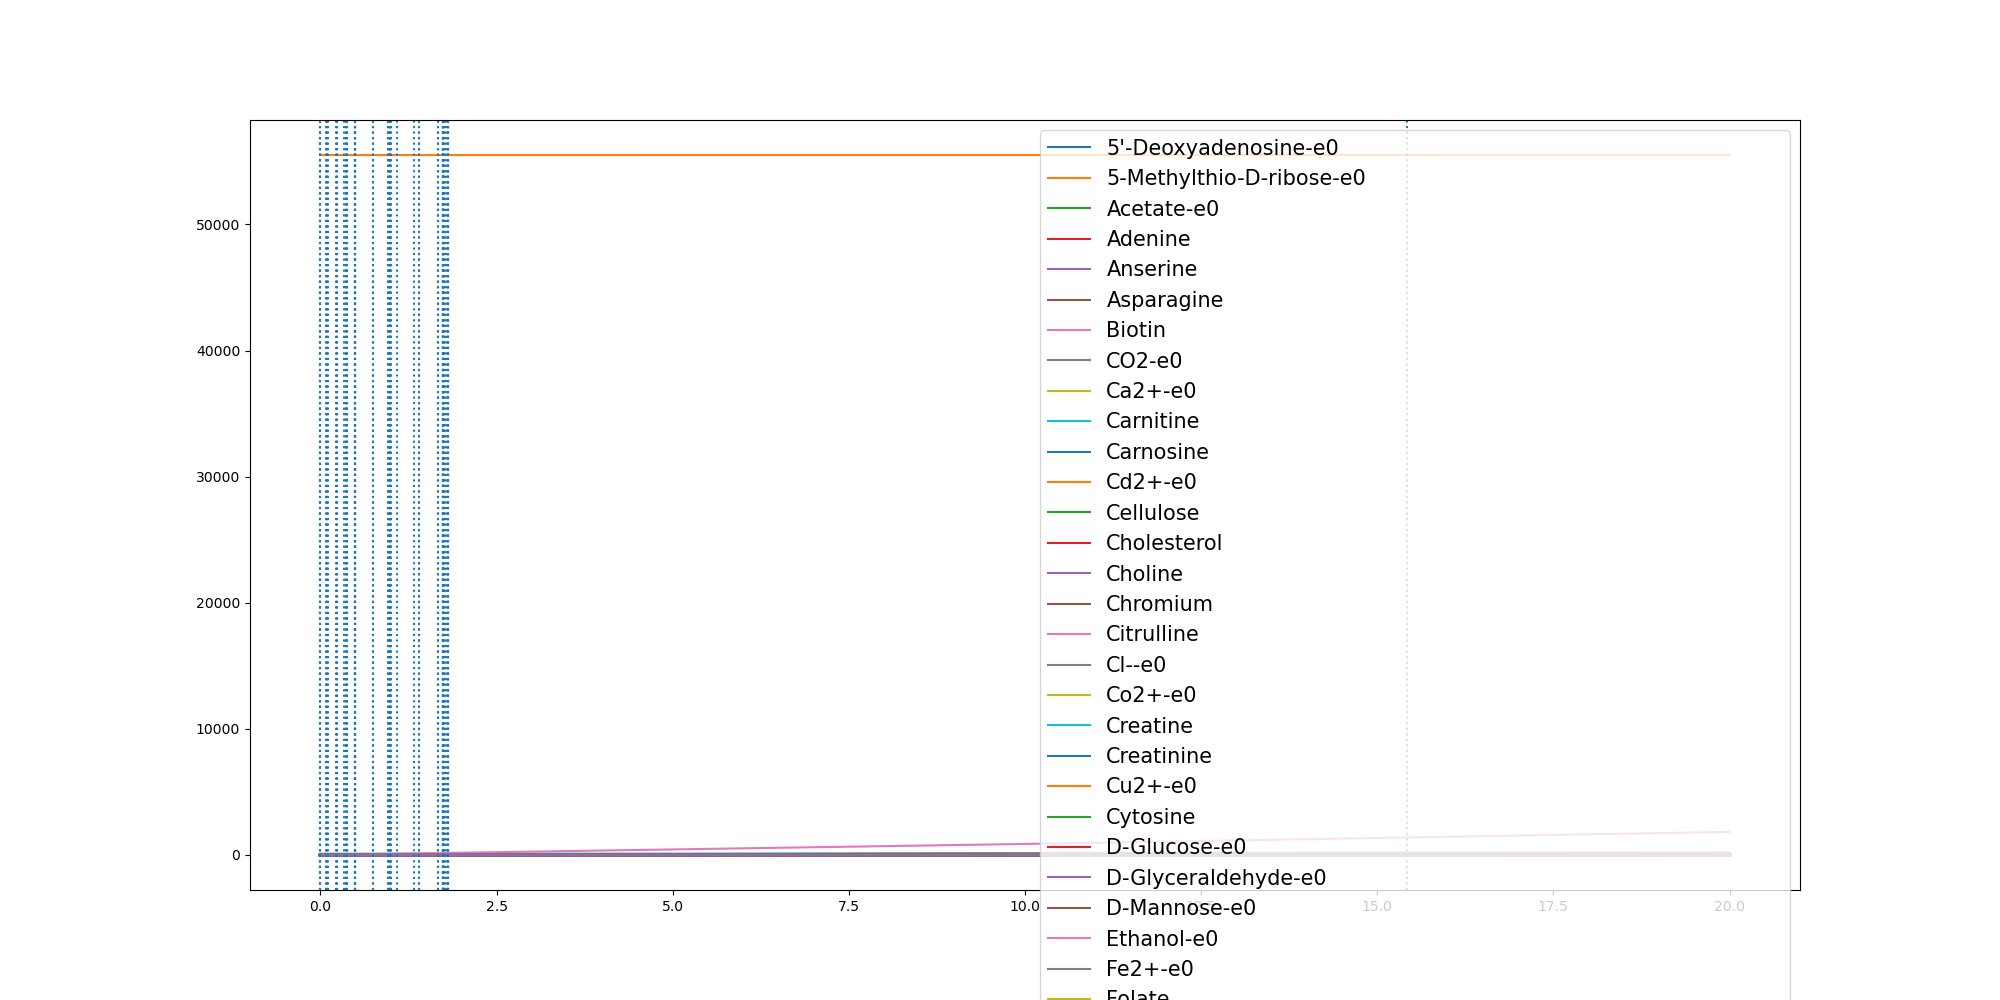 50000
40000
30000
20000
10000
0
0.0
2.5
5.0
7.5
10.0
15.0
17.5
20.0
5'-Deoxyadenosine-e0
5-Methylthio-D-ribose-e0
Acetate-e0
Adenine
Anserine
Asparagine
Biotin
CO2-e0
Ca2+-e0
Carnitine
Carnosine
Cd2+-e0
Cellulose
Cholesterol
Choline
Chromium
Citrulline
Cl--e0
Co2+-e0
Creatine
Creatinine
Cu2+-e0
Cytosine
D-Glucose-e0
D-Glyceraldehyde-e0
D-Mannose-e0
Ethanol-e0
Fe2+-e0
Folate